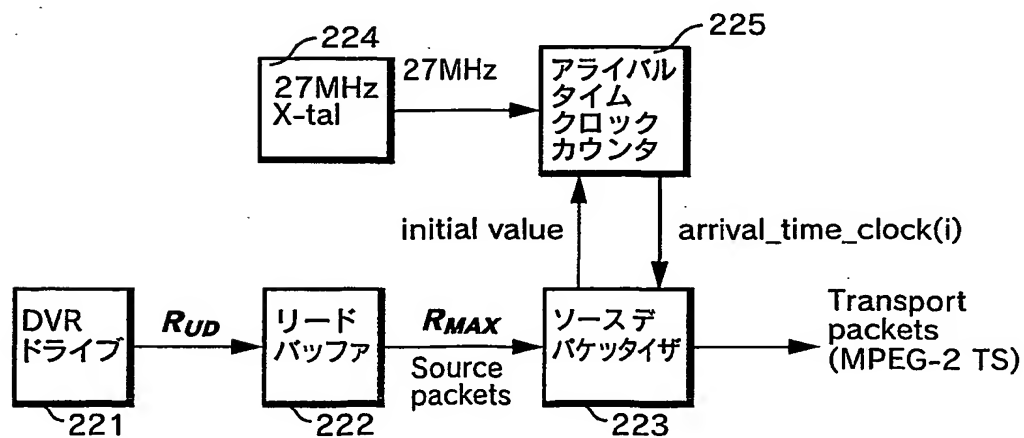 224
225
27MHz
X-tal
27MHz
アライバル
タイム
クロック
カウンタ
initial value
arrival_time_clock(i)
DVR
ドライブ
RUD
リード
バッファ
RMAX
Source
packets
ソースデ
パケッタイザ
Transport
packets
(MPEG-2 TS)
221
222
223